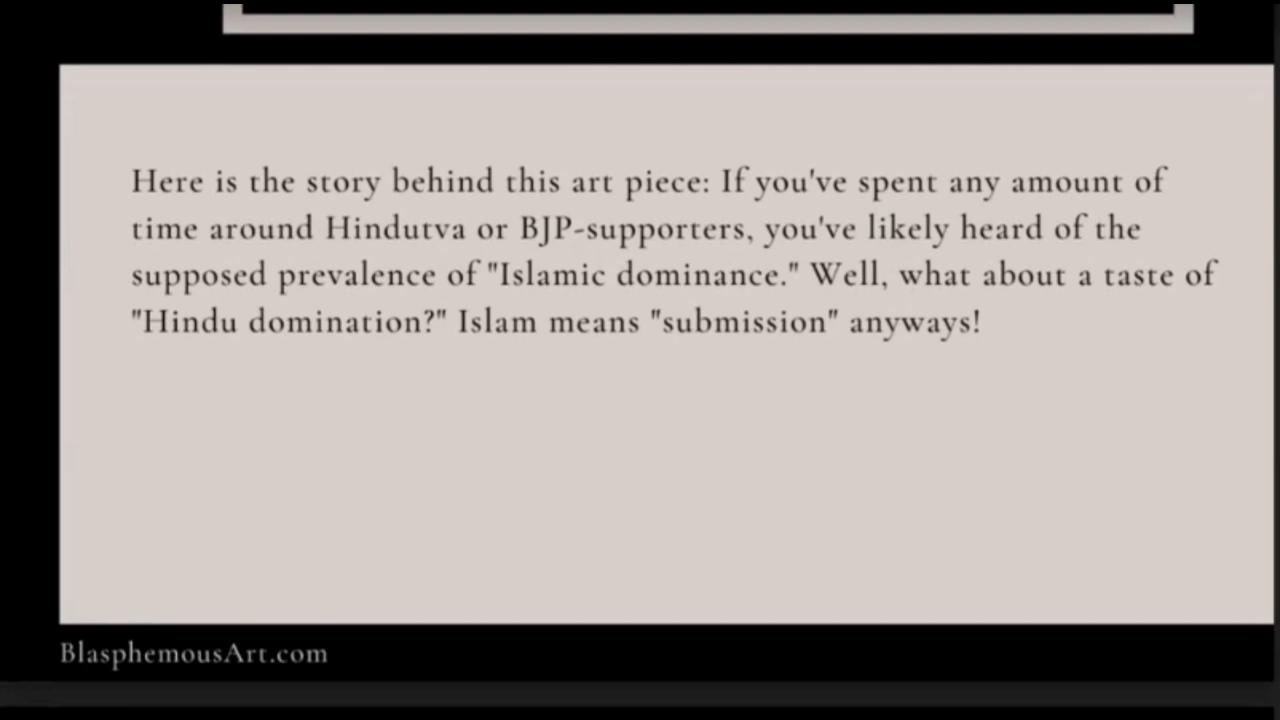 Here is the story behind this art piece: If you've spent any amount of
time around Hindutva or BJP-supporters, you've likely heard of the
supposed prevalence of "Islamic dominance." Well, what about a taste of
"Hindu domination?" Islam means "submission" anyways!
BlasphemousArt.com